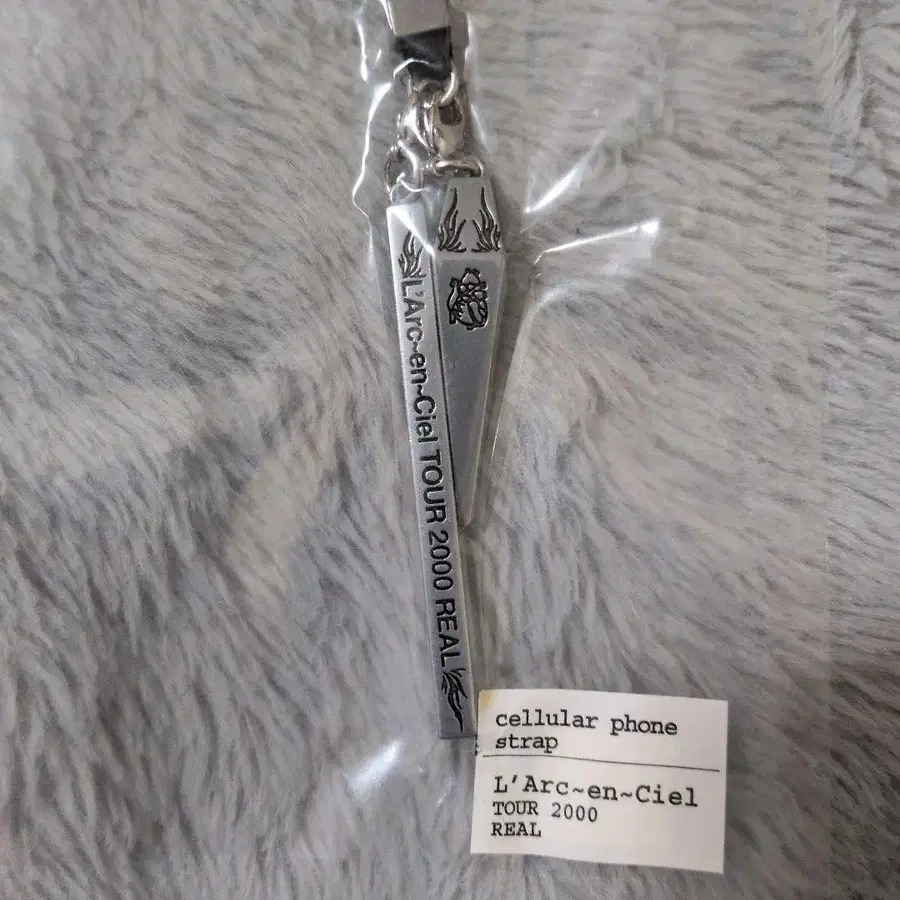 L'Arc~en~Ciel TOUR 2000 REAL
cellular phone
strap
L'Arc~en~Ciel
TOUR 2000
REAL